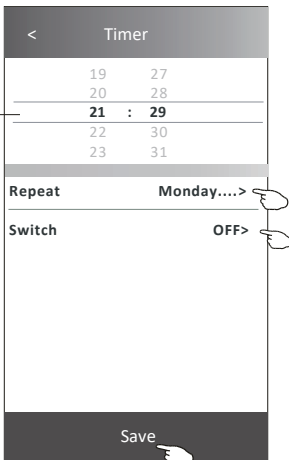 < Timer
19 27
20 28
21 : 29
22 30
23 31
Repeat Monday....>
Switch OFF>
Save